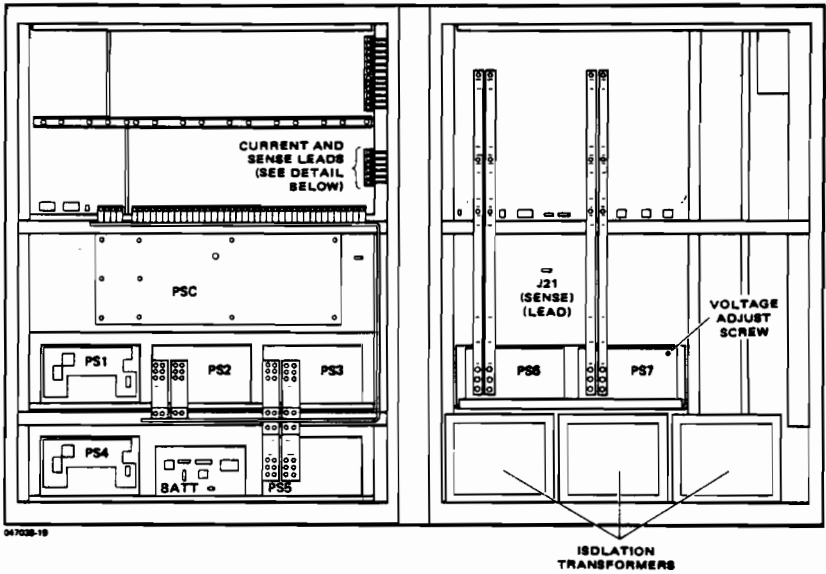 CURRENT AND
SENSE LEADS
(SEE DETAIL
BELOW)
PSC
PS1
PS2
PS3
PS4
BATT
PS5
J21
(SENSE)
(LEAD)
VOLTAGE
ADJUST
SCREW
PS6
PS7
047038-19
ISOLATION
TRANSFORMERS